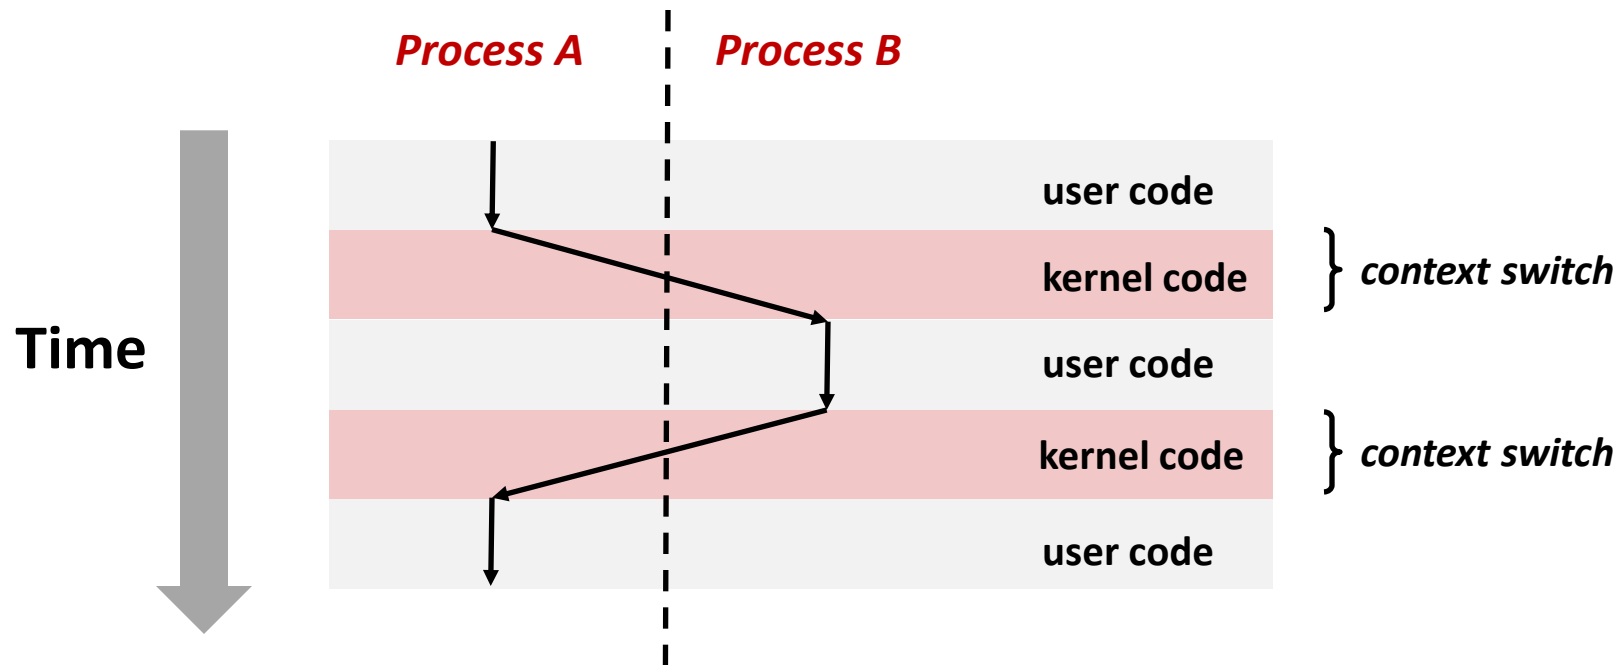 Process A
Process B
user code
kernel code
context switch
Time
user code
kernel code
context switch
user code